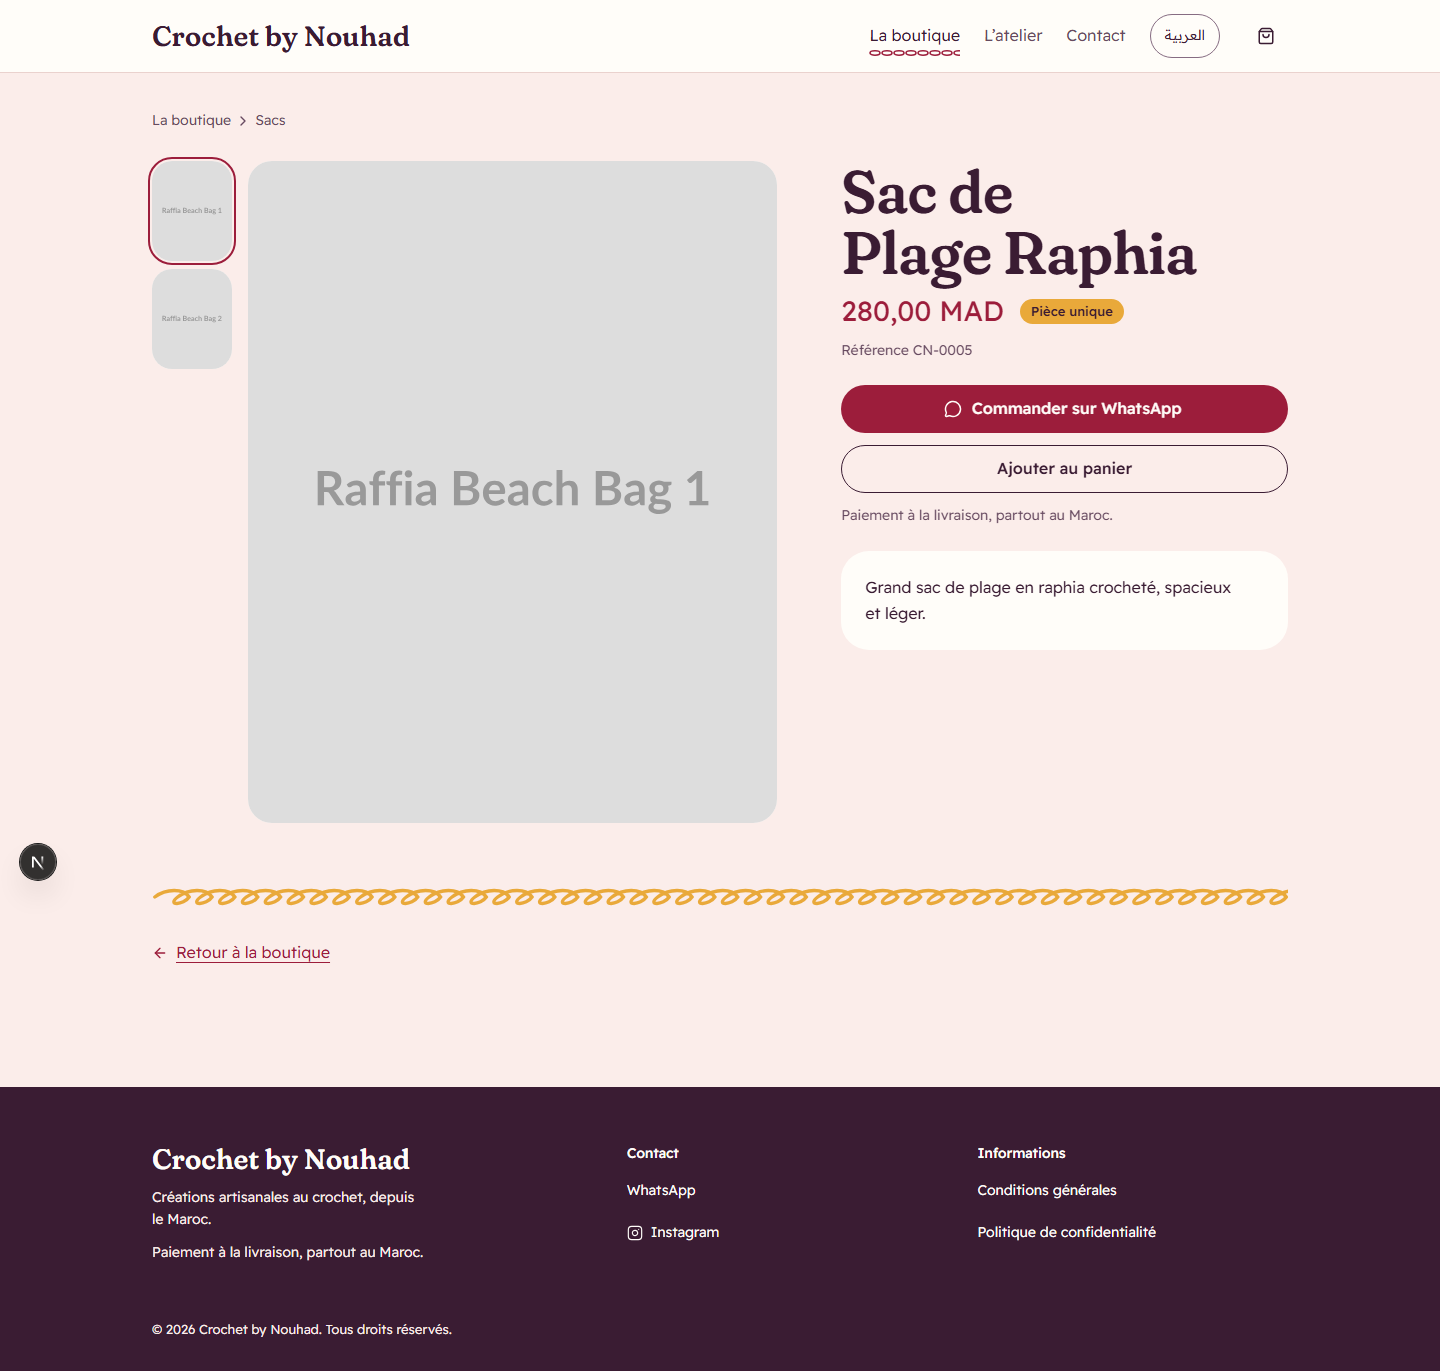 Crochet by Nouhad
La boutique
L’atelier
Contact
العربية
La boutique
Sacs
Raffia Beach Bag 1
Raffia Beach Bag 2
Raffia Beach Bag 1
Sac de
Plage Raphia
280,00 MAD
Pièce unique
Référence CN-0005
Commander sur WhatsApp
Ajouter au panier
Paiement à la livraison, partout au Maroc.
Grand sac de plage en raphia crocheté, spacieux
et léger.
N
Retour à la boutique
Crochet by Nouhad
Créations artisanales au crochet, depuis
le Maroc.
Paiement à la livraison, partout au Maroc.
Contact
WhatsApp
Instagram
Informations
Conditions générales
Politique de confidentialité
© 2026 Crochet by Nouhad. Tous droits réservés.